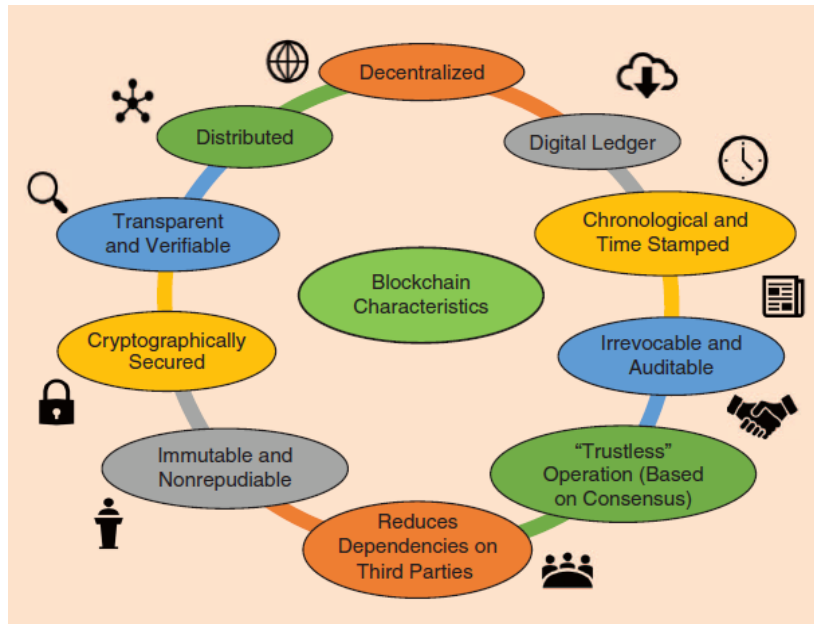 Decentralized
Digital Ledger
Chronological and
Time Stamped
Irrevocable and
Auditable
“Trustless”
Operation (Based
on Consensus)
Reduces
Dependencies on
Third Parties
Immutable and
Nonrepudiable
Cryptographically
Secured
Transparent
and Verifiable
Distributed
Blockchain
Characteristics